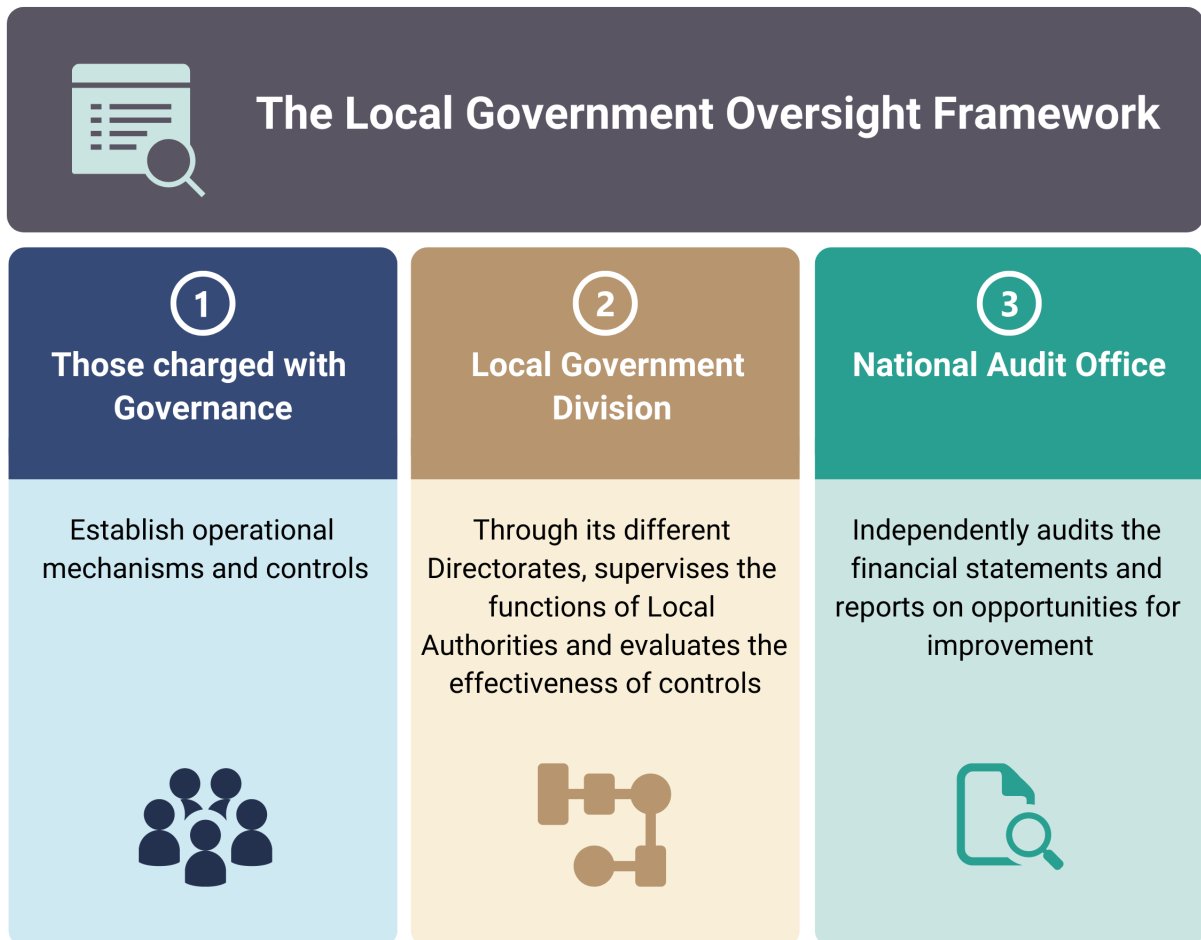 The Local Government Oversight Framework
1
Those charged with
Governance
Establish operational
mechanisms and controls
2
Local Government
Division
Through its different
Directorates, supervises the
functions of Local
Authorities and evaluates the
effectiveness of controls
3
National Audit Office
Independently audits the
financial statements and
reports on opportunities for
improvement